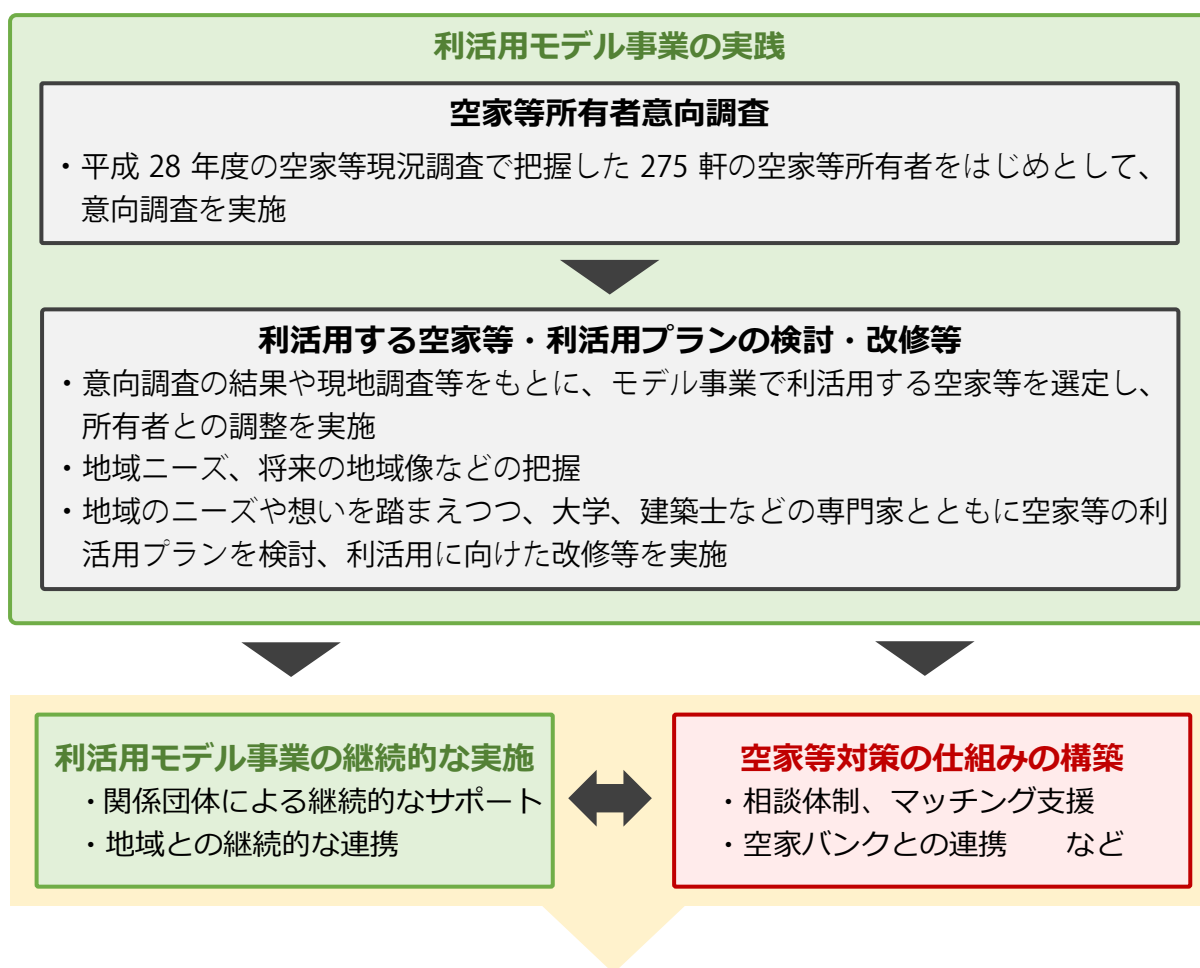 利活用モデル事業の実践
空家等所有者意向調査
・平成 28 年度の空家等現況調査で把握した 275 軒の空家等所有者をはじめとして、
意向調査を実施
利活用する空家等・利活用プランの検討・改修等
・意向調査の結果や現地調査等をもとに、モデル事業で利活用する空家等を選定し、
所有者との調整を実施
・地域ニーズ、将来の地域像などの把握
・地域のニーズや想いを踏まえつつ、大学、建築士などの専門家とともに空家等の利
活用プランを検討、利活用に向けた改修等を実施
利活用モデル事業の継続的な実施
・関係団体による継続的なサポート
・地域との継続的な連携
空家等対策の仕組みの構築
・相談体制、マッチング支援
・空家バンクとの連携　　など